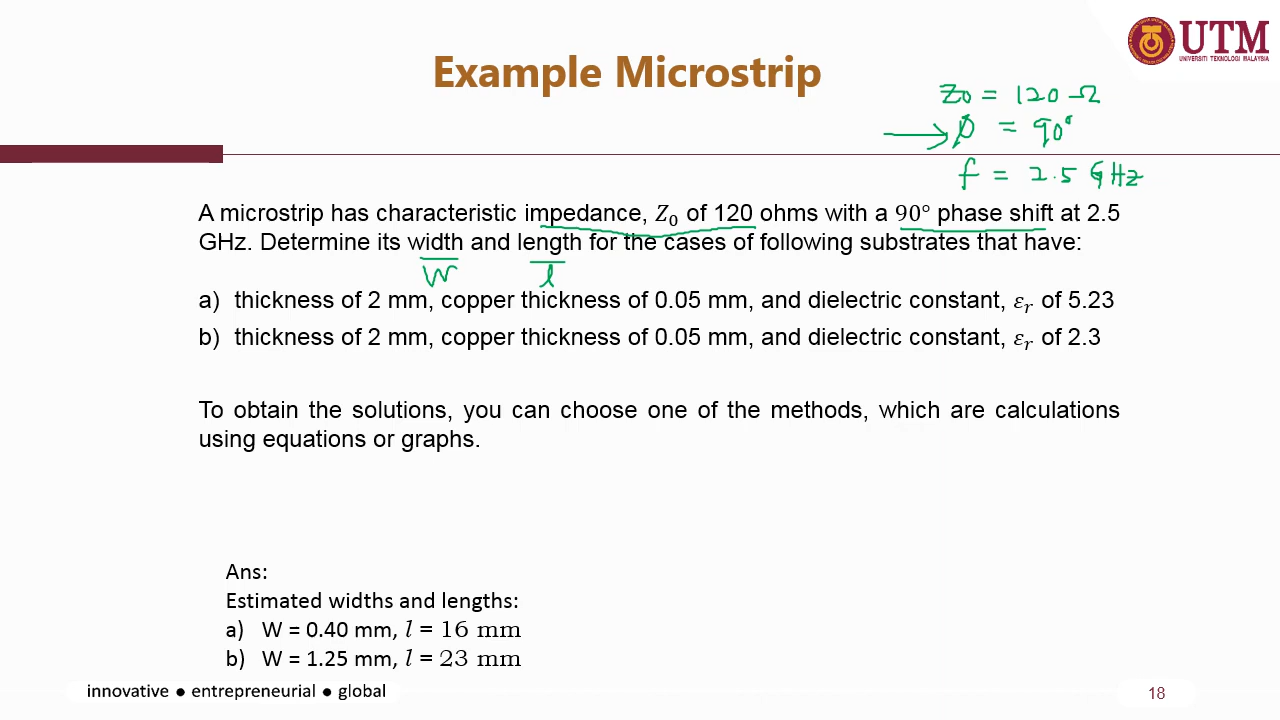 UTM
UNIVERSITI TEKNOLOGI MALAYSIA
Example Microstrip
Z0 = 120 Ω
→ ϕ = 90°
f = 2.5 GHz
A microstrip has characteristic impedance, Z₀ of 120 ohms with a 90° phase shift at 2.5
GHz. Determine its width and length for the cases of following substrates that have:
W l
a) thickness of 2 mm, copper thickness of 0.05 mm, and dielectric constant, εᵣ of 5.23
b) thickness of 2 mm, copper thickness of 0.05 mm, and dielectric constant, εᵣ of 2.3
To obtain the solutions, you can choose one of the methods, which are calculations
using equations or graphs.
Ans:
Estimated widths and lengths:
a) W = 0.40 mm, l = 16 mm
b) W = 1.25 mm, l = 23 mm
innovative ● entrepreneurial ● global
18